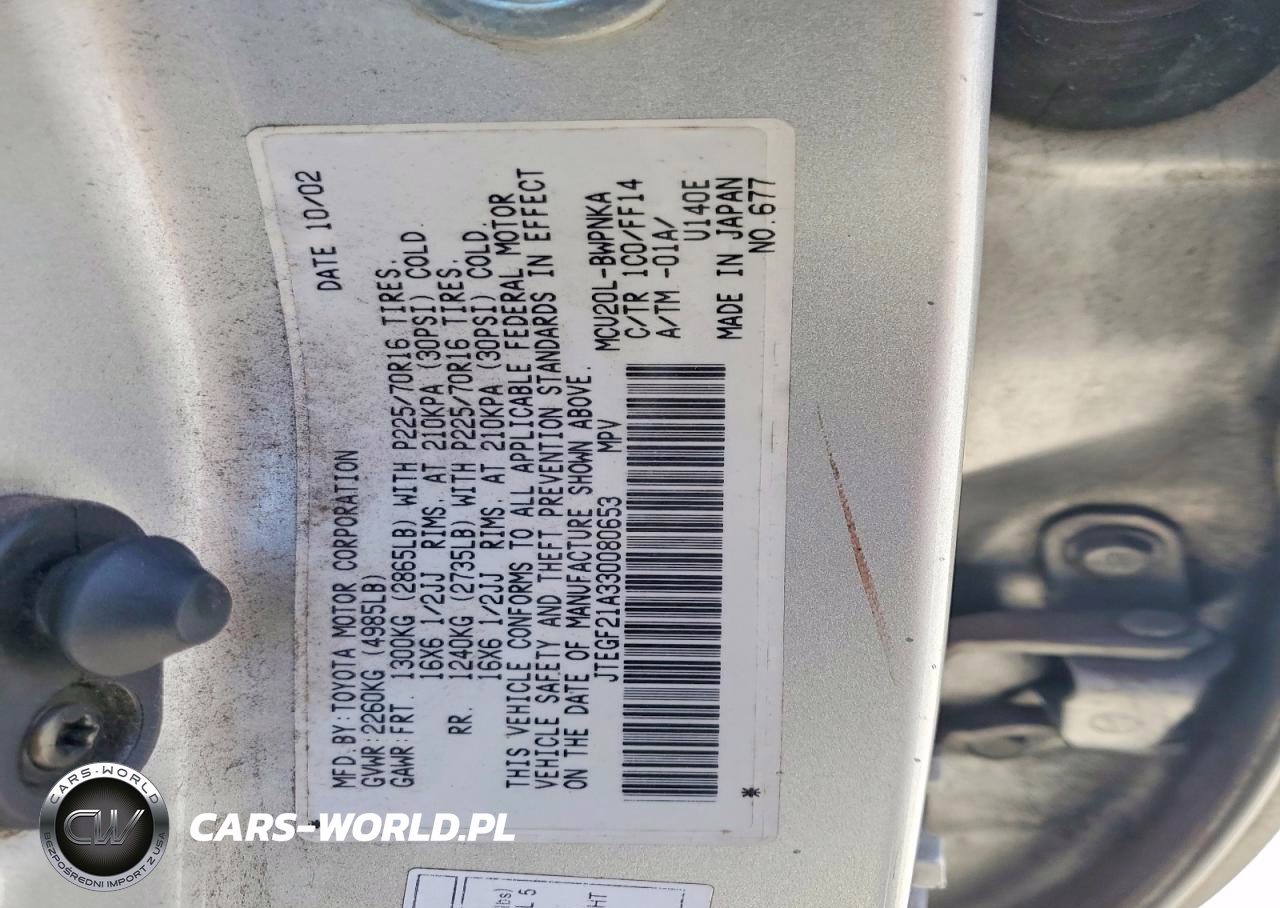 DATE 10/02
MFD.BY:TOYOTA MOTOR CORPORATION
GVWR:2260KG (4985LB)
GAWR:FRT. 1300KG (2865LB) WITH P225/70R16 TIRES.
16X6 1/2JJ RIMS. AT 210KPA (30PSI) COLD.
RR. 1240KG (2735LB) WITH P225/70R16 TIRES.
16X6 1/2JJ RIMS. AT 210KPA (30PSI) COLD.
THIS VEHICLE CONFORMS TO ALL APPLICABLE FEDERAL MOTOR
VEHICLE SAFETY AND THEFT PREVENTION STANDARDS IN EFFECT
ON THE DATE OF MANUFACTURE SHOWN ABOVE.
JTEGF21A330080653 MPV
MCU20L-BWPNKA
C/TR 1C0/FF14
A/TM -01A/
U140E
MADE IN JAPAN
NO.677
CARS-WORLD
CW
BEZPOŚREDNI IMPORT Z USA
CARS-WORLD.PL